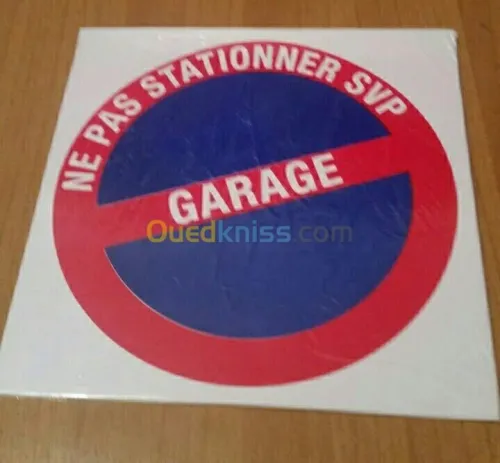 NE PAS STATIONNER SVP
GARAGE
Ouedkniss.com